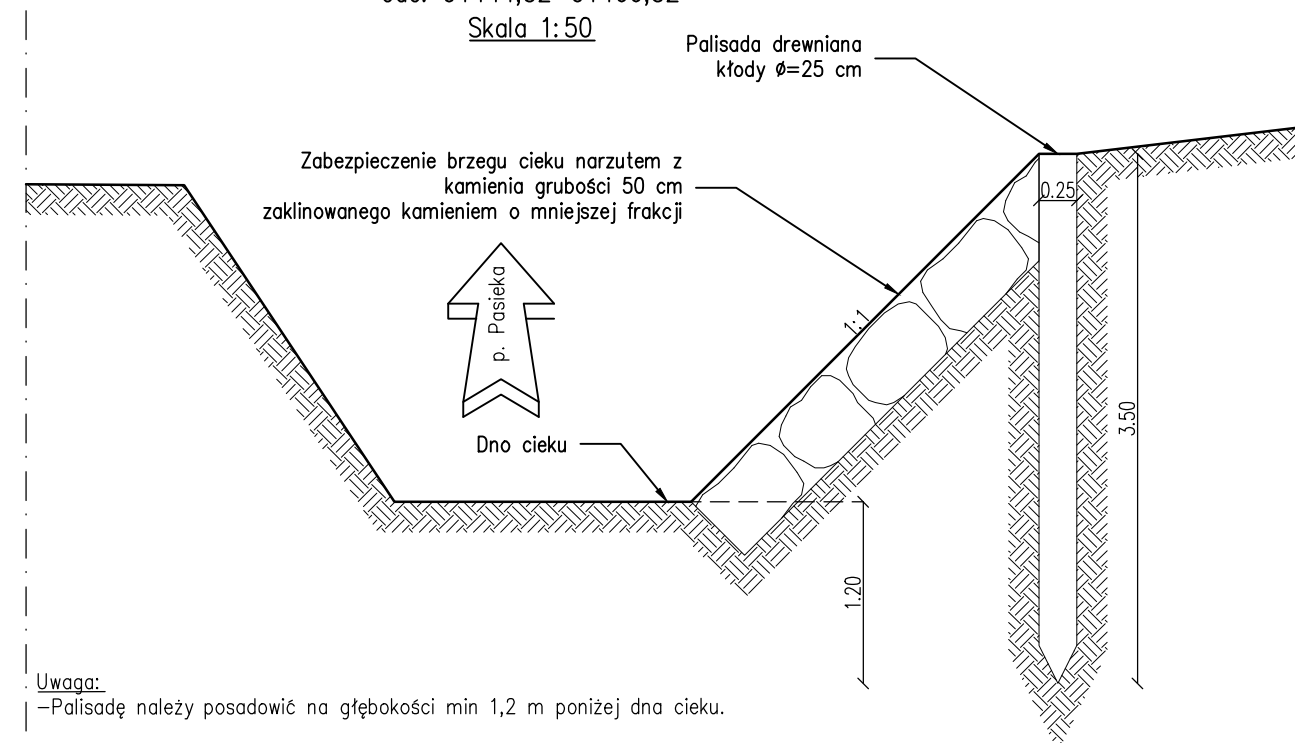 Skala 1:50
Palisada drewniana
kłody ø=25 cm
Zabezpieczenie brzegu cieku narzutem z
kamienia grubości 50 cm
zaklinowanego kamieniem o mniejszej frakcji
0.25
p. Pasieka
1:1
3.50
Dno cieku
1.20
Uwaga:
-Palisadę należy posadowić na głębokości min 1,2 m poniżej dna cieku.